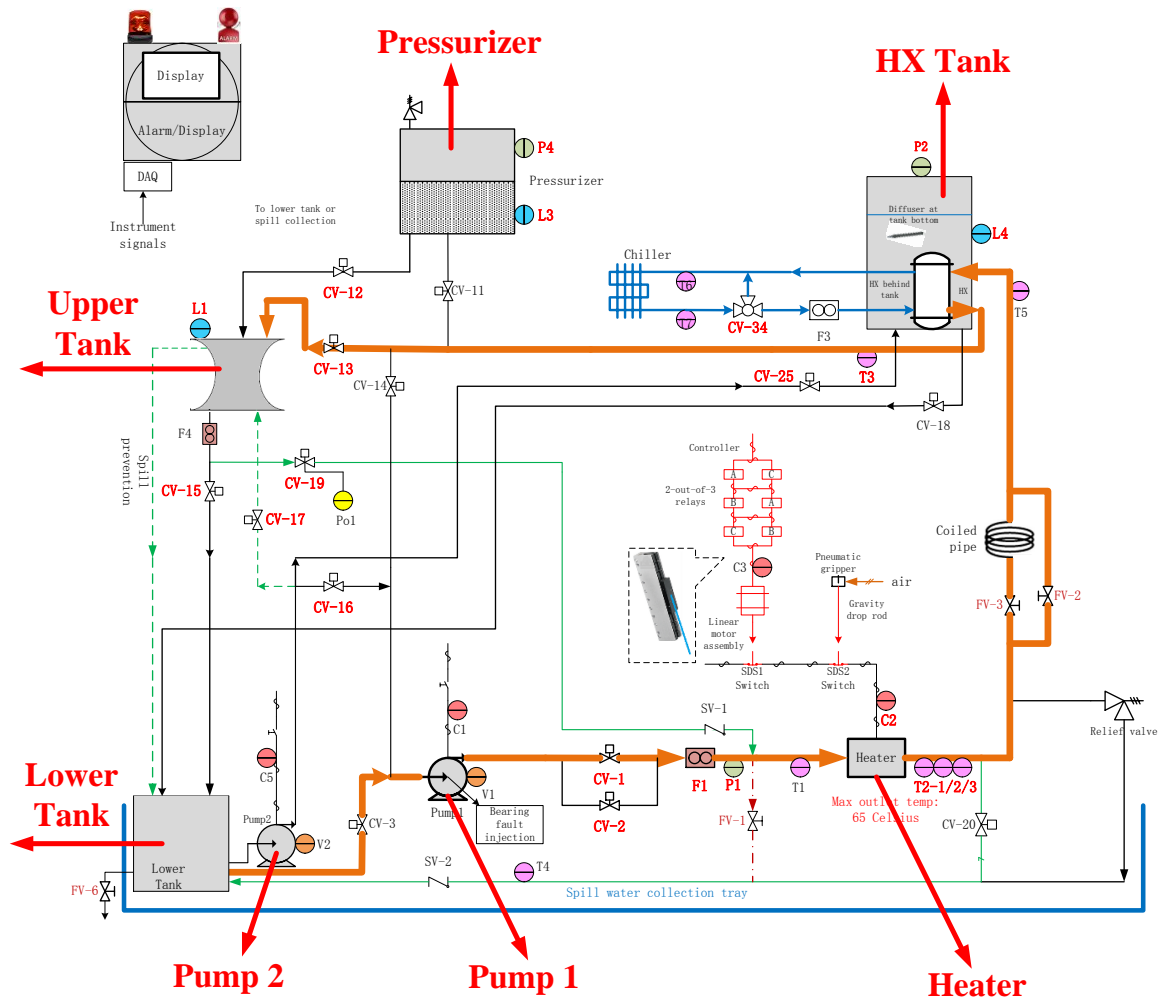 ALARM
Display
Alarm/Display
DAQ
Instrument
signals
Pressurizer
HX Tank
P4
Pressurizer
L3
To lower tank or
spill collection
P2
Diffuser at
tank bottom
L4
Chiller
T6
T7
HX behind
tank
HX
CV-34
F3
T5
CV-12
CV-11
Upper
Tank
L1
CV-13
CV-14
T3
CV-25
CV-18
F4
Spill
prevention
CV-15
CV-19
Po1
CV-17
CV-16
Controller
A
C
2-out-of-3
relays
B
A
C
B
C3
Linear
motor
assembly
Pneumatic
gripper
air
Gravity
drop rod
SDS1
Switch
SDS2
Switch
Coiled
pipe
FV-3
FV-2
C1
C2
SV-1
Relief valve
C5
Lower
Tank
Pump2
V2
CV-3
Pump1
V1
Bearing
fault
injection
CV-1
CV-2
F1
P1
T1
Heater
T2-1/2/3
Max outlet temp:
65 Celsius
FV-1
CV-20
Lower
Tank
FV-6
SV-2
T4
Spill water collection tray
Pump 2
Pump 1
Heater